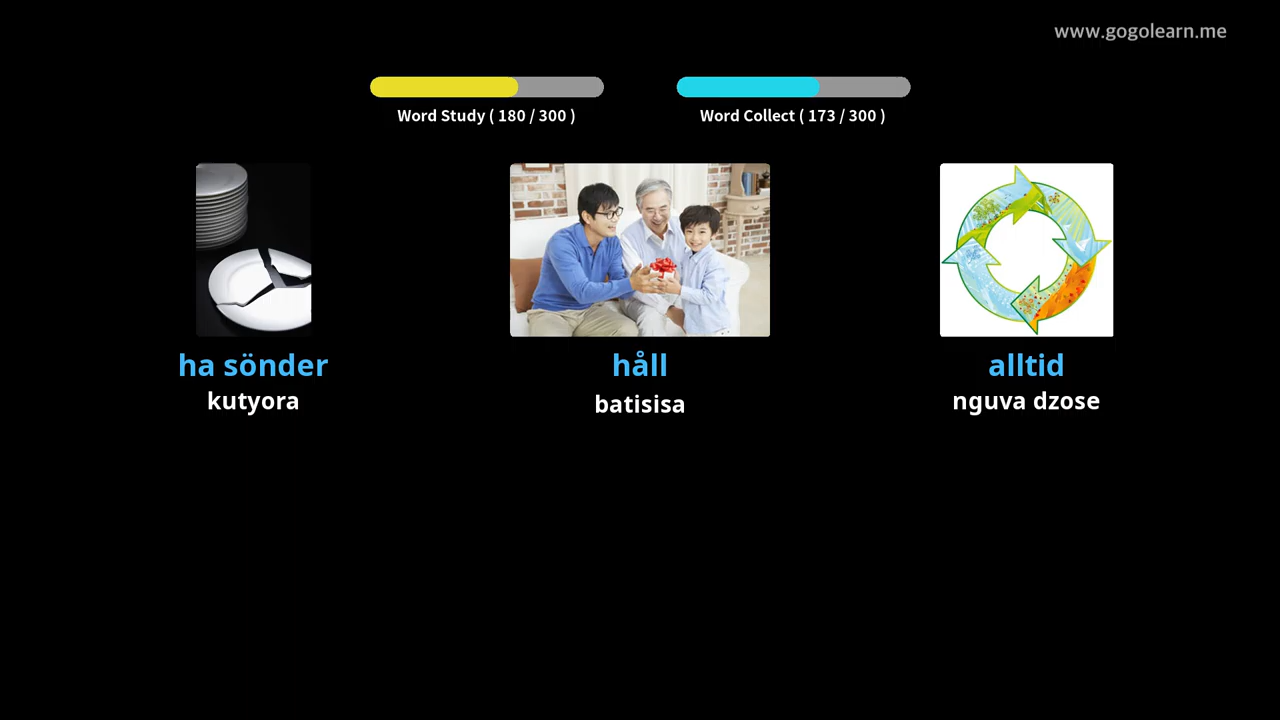 www.gogolearn.me
Word Study ( 180 / 300 )
Word Collect ( 173 / 300 )
ha sönder
håll
alltid
kutyora
batisisa
nguva dzose